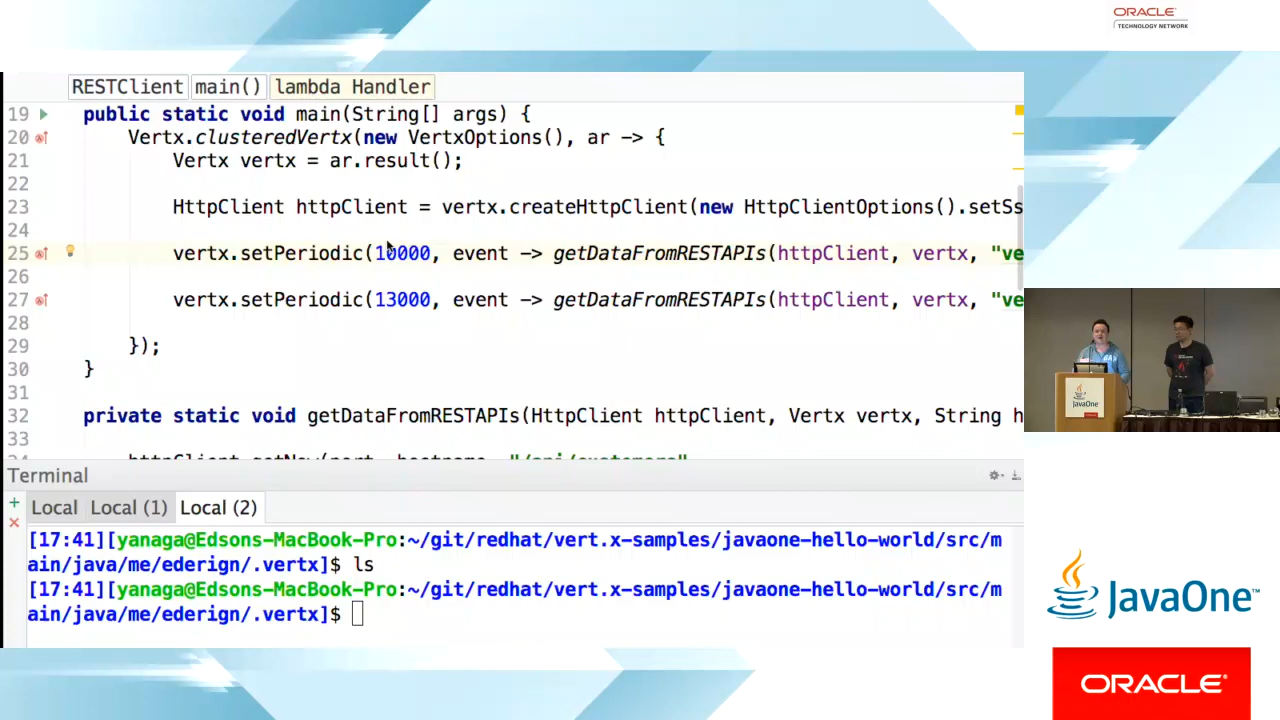 ORACLE
TECHNOLOGY NETWORK
RESTClient main() lambda Handler
19 public static void main(String[] args) {
20 Vertx.clusteredVertx(new VertxOptions(), ar -> {
21 Vertx vertx = ar.result();
22
23 HttpClient httpClient = vertx.createHttpClient(new HttpClientOptions().setSs
24
25 vertx.setPeriodic(10000, event -> getDataFromRESTAPIs(httpClient, vertx, "ve
26
27 vertx.setPeriodic(13000, event -> getDataFromRESTAPIs(httpClient, vertx, "ve
28
29 });
30 }
31
32 private static void getDataFromRESTAPIs(HttpClient httpClient, Vertx vertx, String h
33
Terminal
Local Local (1) Local (2)
[17:41][yanaga@Edsons-MacBook-Pro:~/git/redhat/vert.x-samples/javaone-hello-world/src/m
ain/java/me/ederign/.vertx]$ ls
[17:41][yanaga@Edsons-MacBook-Pro:~/git/redhat/vert.x-samples/javaone-hello-world/src/m
ain/java/me/ederign/.vertx]$
JavaOne
JavaOne™
ORACLE®